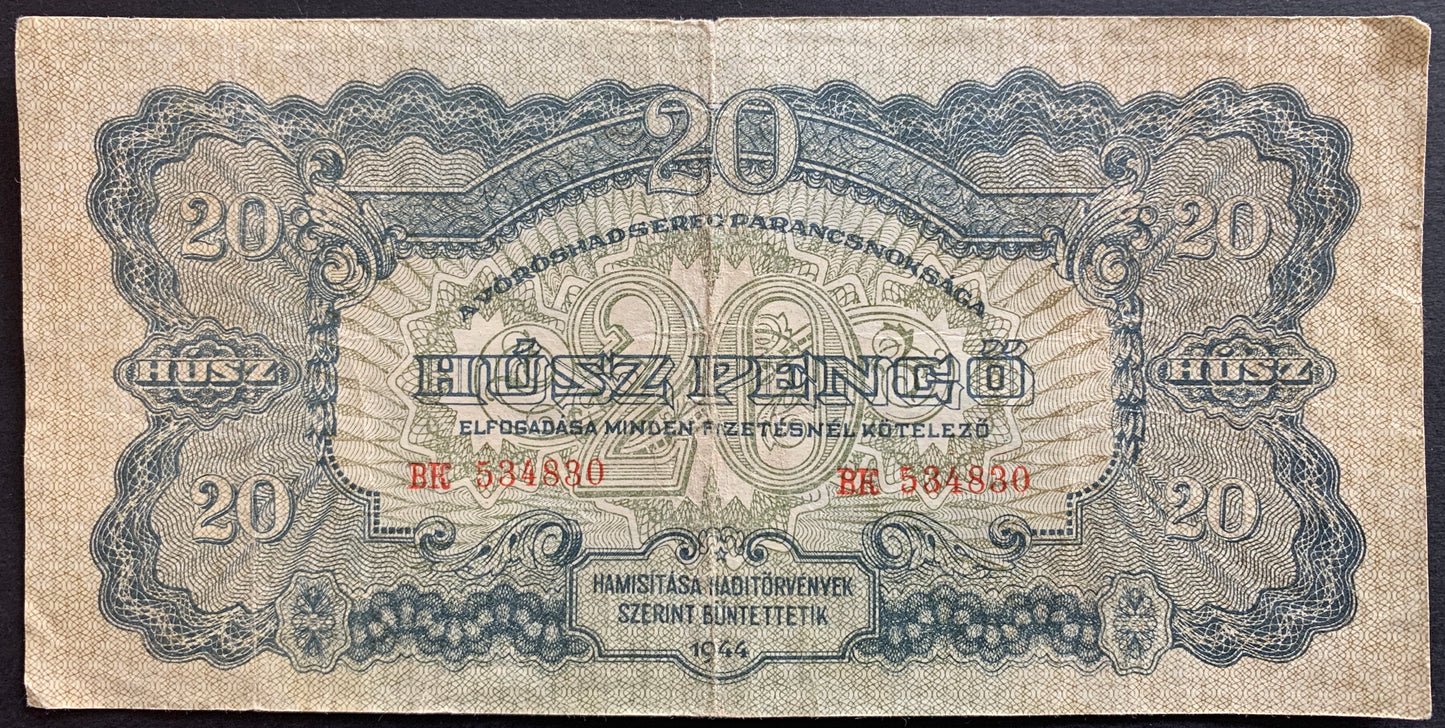 20
20 20
A VÖRÖSHADSEREG PARANCSNOKSÁGA
20
HÚSZ HÚSZ PENGŐ HÚSZ
ELFOGADÁSA MINDEN FIZETÉSNÉL KÖTELEZŐ
BK 534830 BK 534830
20 20
HAMISITÁSA HADITÖRVÉNYEK
SZERINT BÜNTETTETIK
1944